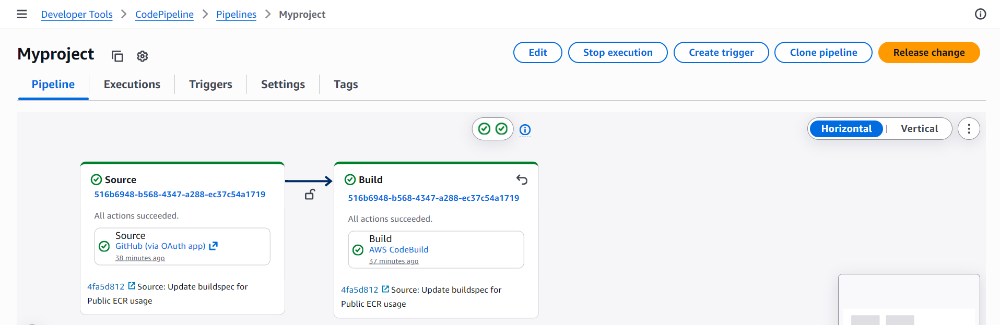 Developer Tools > CodePipeline > Pipelines > Myproject
Myproject
Edit
Stop execution
Create trigger
Clone pipeline
Release change
Pipeline
Executions
Triggers
Settings
Tags
Horizontal | Vertical
Source
516b6948-b568-4347-a288-ec37c54a1719
All actions succeeded.
Source
GitHub (via OAuth app)
38 minutes ago
4fa5d812 Source: Update buildspec for
Public ECR usage
Build
516b6948-b568-4347-a288-ec37c54a1719
All actions succeeded.
Build
AWS CodeBuild
37 minutes ago
4fa5d812 Source: Update buildspec for
Public ECR usage